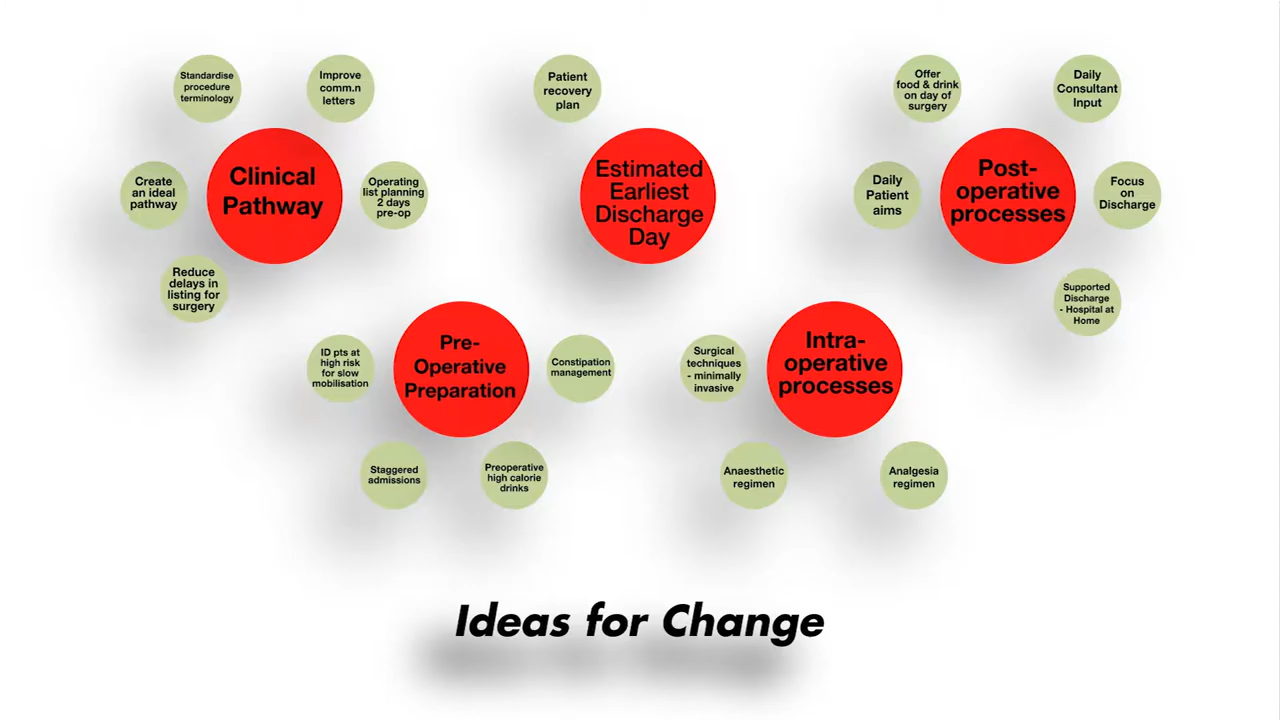 Standardise
procedure
terminology
Improve
comm.n
letters
Create
an ideal
pathway
Clinical
Pathway
Operating
list planning
2 days
pre-op
Reduce
delays in
listing for
surgery
Patient
recovery
plan
Estimated
Earliest
Discharge
Day
Offer
food & drink
on day of
surgery
Daily
Consultant
Input
Daily
Patient
aims
Post-
operative
processes
Focus
on
Discharge
Supported
Discharge
- Hospital at
Home
ID pts at
high risk
for slow
mobilisation
Pre-
Operative
Preparation
Constipation
management
Staggered
admissions
Preoperative
high calorie
drinks
Surgical
techniques
- minimally
invasive
Intra-
operative
processes
Anaesthetic
regimen
Analgesia
regimen
Ideas for Change